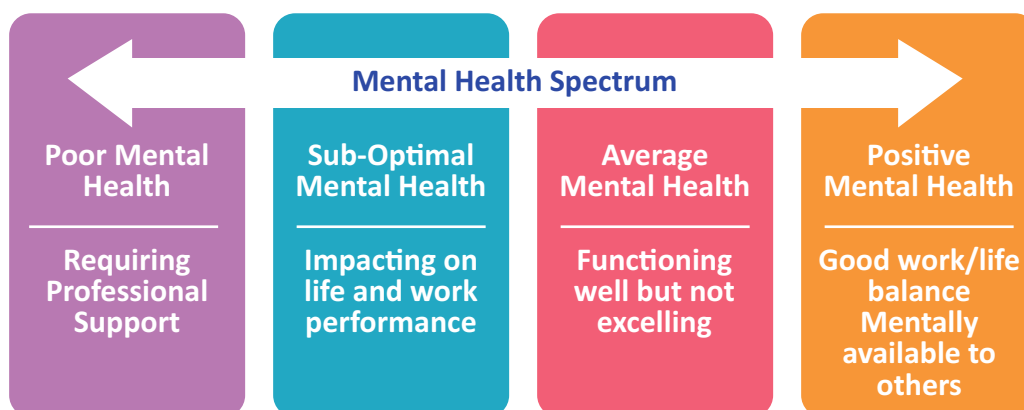 Mental Health Spectrum
Poor Mental
Health
Requiring
Professional
Support
Sub-Optimal
Mental Health
Impacting on
life and work
performance
Average
Mental Health
Functioning
well but not
excelling
Positive
Mental Health
Good work/life
balance
Mentally
available to
others